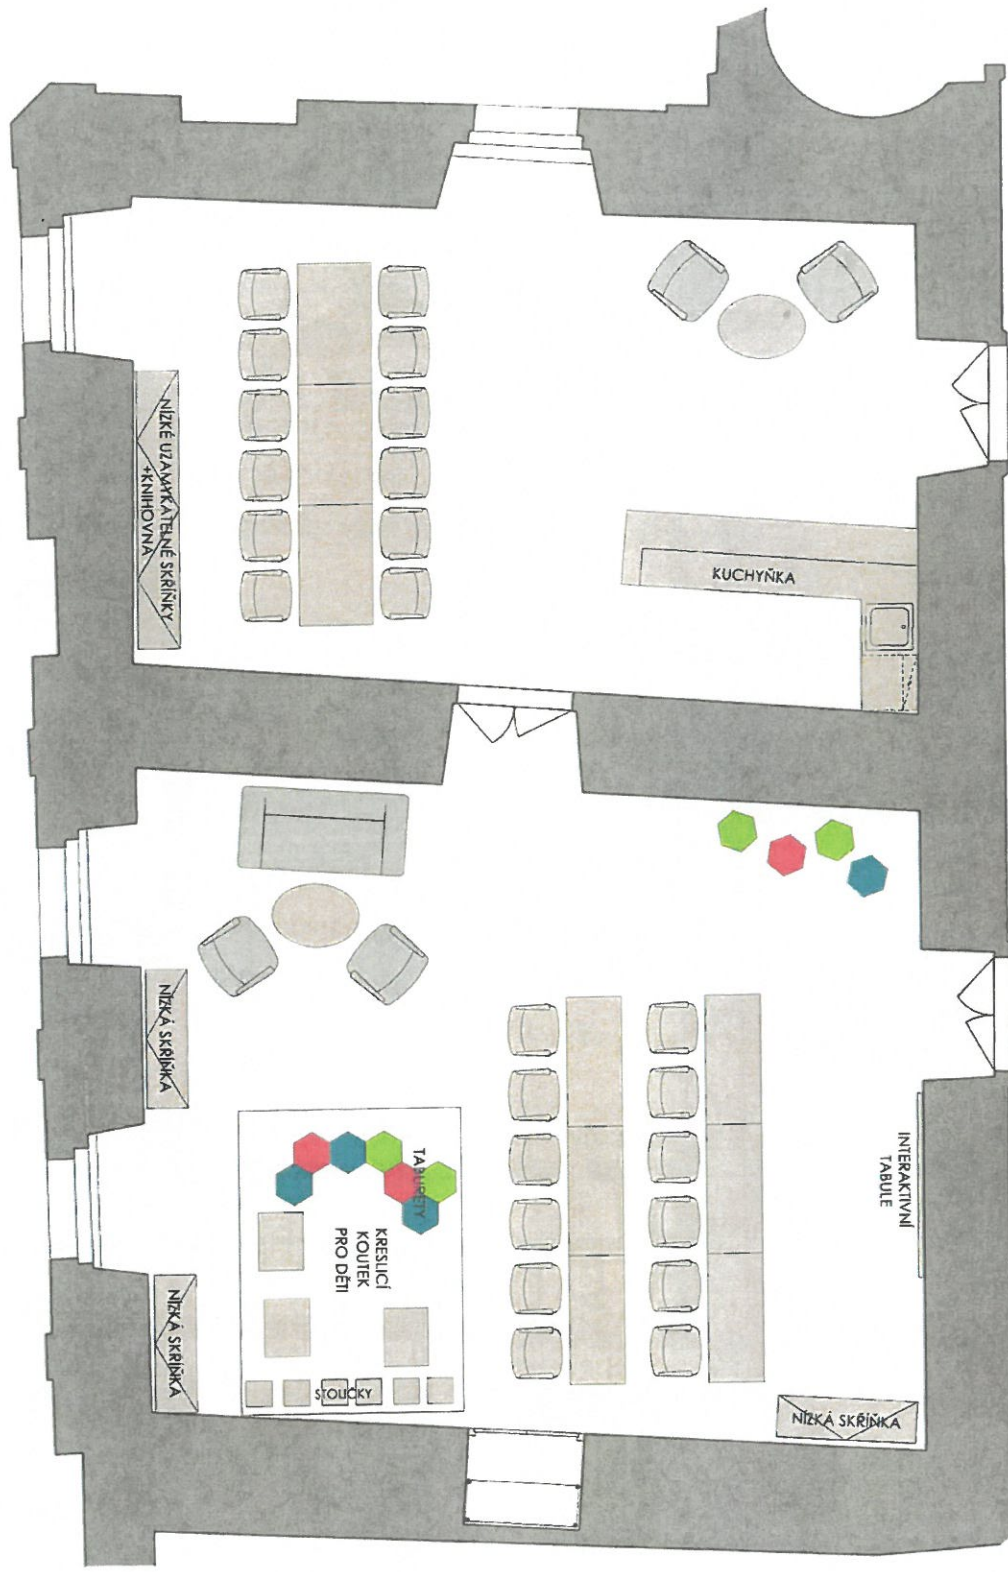 NÍZKÉ UZAMYKATELNÉ SKŘÍŇKY
+KNIHOVNA
KUCHYŇKA
NÍZKÁ SKŘÍŇKA
TABURETY
KRESLICÍ
KOUTEK
PRO DĚTI
INTERAKTIVNÍ
TABULE
NÍZKÁ SKŘÍŇKA
STOLIČKY
NÍZKÁ SKŘÍŇKA